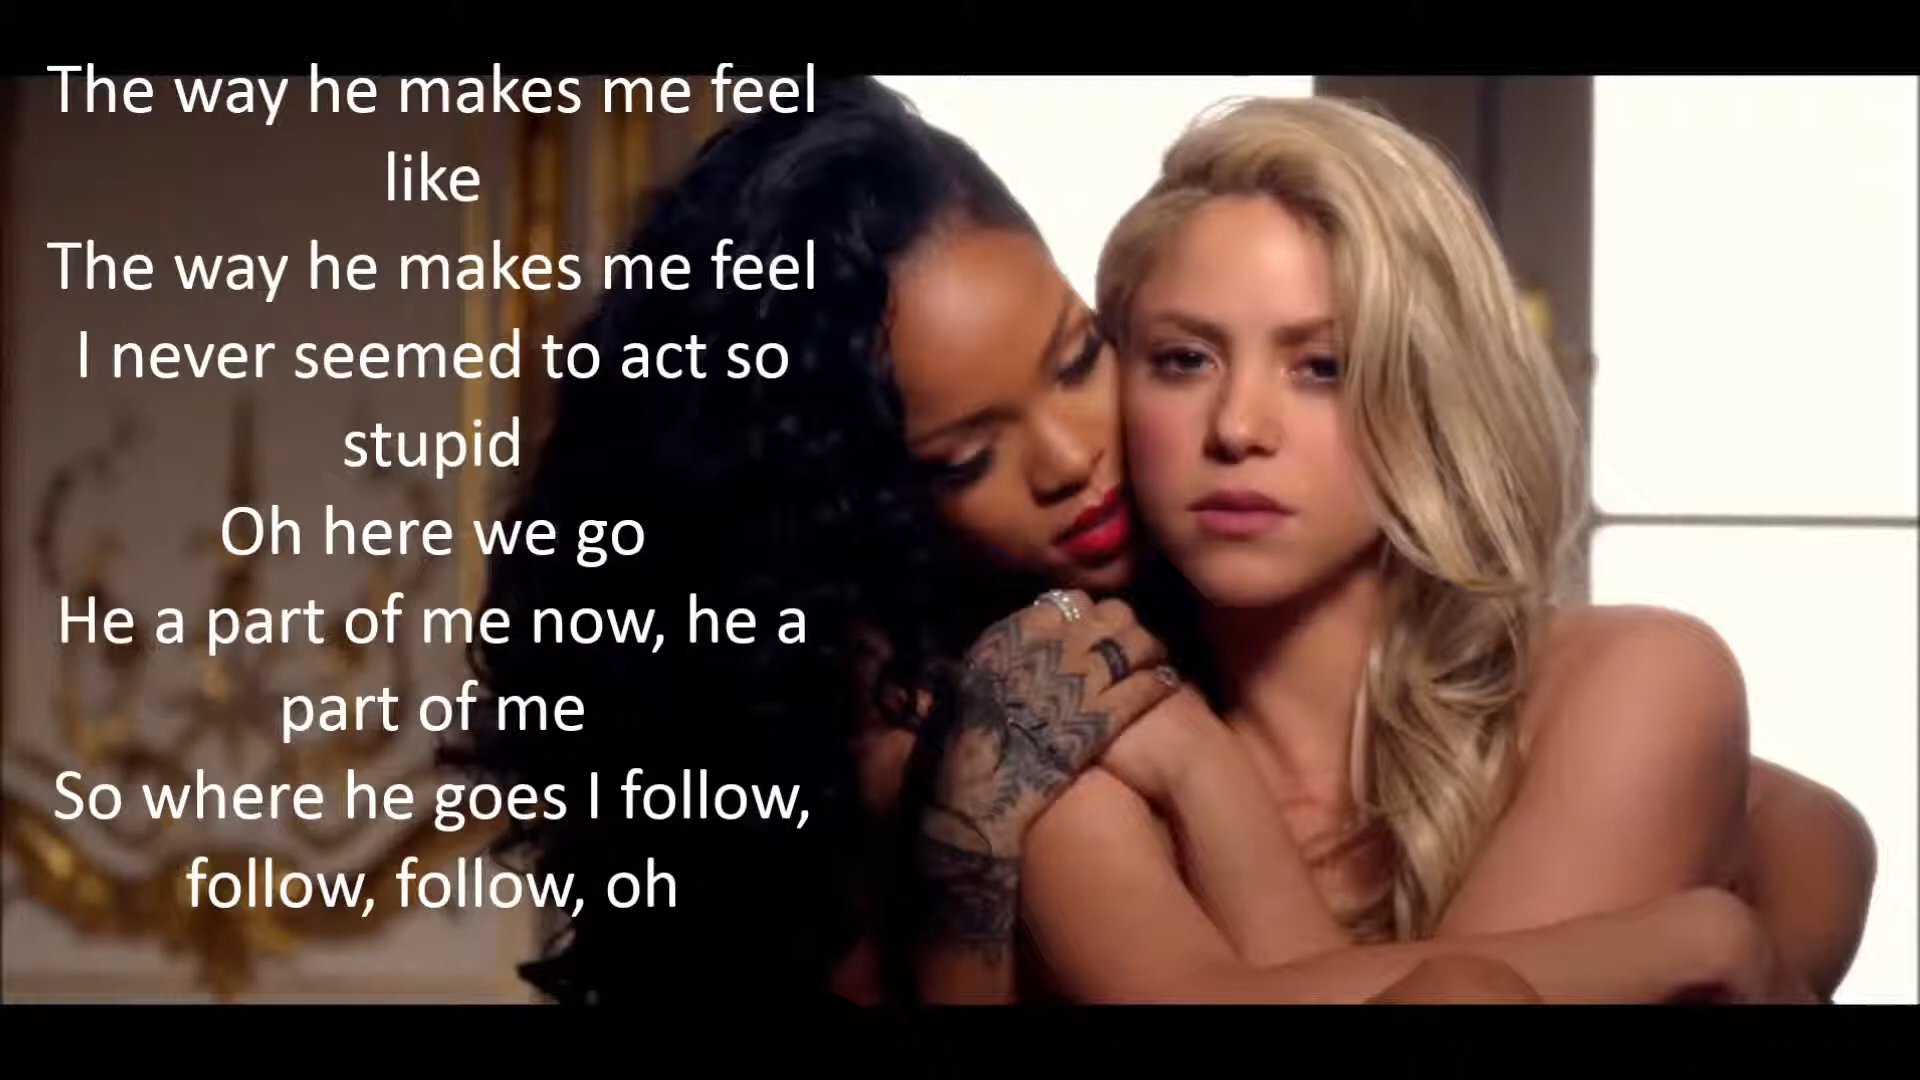 The way he makes me feel
like
The way he makes me feel
I never seemed to act so
stupid
Oh here we go
He a part of me now, he a
part of me
So where he goes I follow,
follow, follow, oh